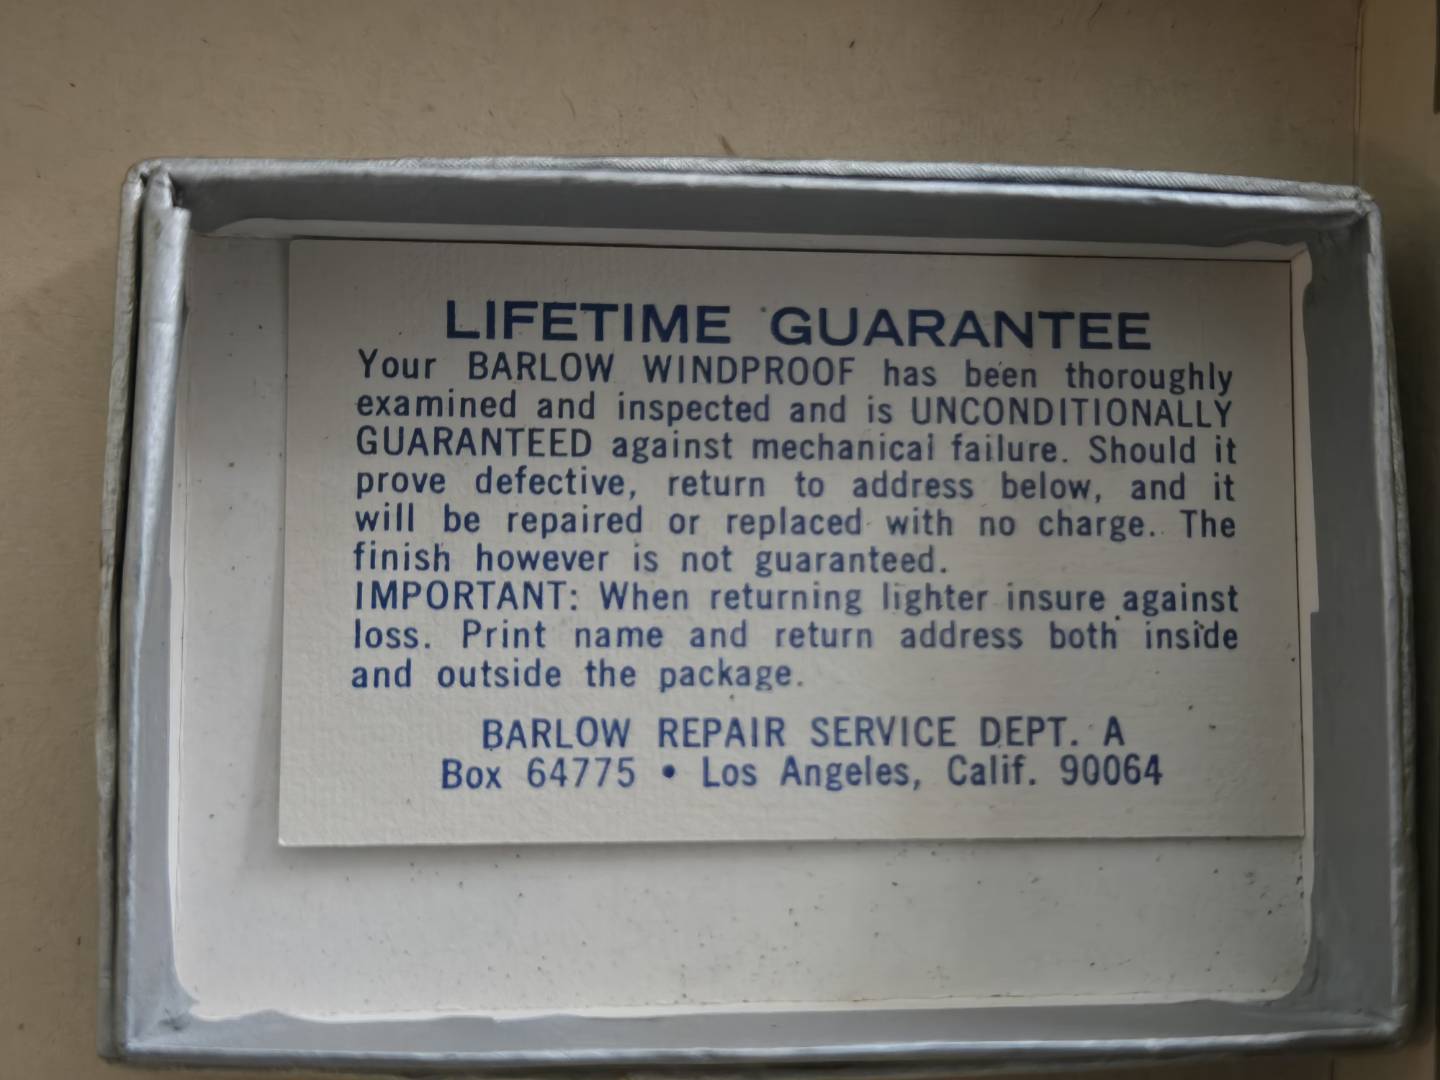 LIFETIME GUARANTEE
Your BARLOW WINDPROOF has been thoroughly
examined and inspected and is UNCONDITIONALLY
GUARANTEED against mechanical failure. Should it
prove defective, return to address below, and it
will be repaired or replaced with no charge. The
finish however is not guaranteed.
IMPORTANT: When returning lighter insure against
loss. Print name and return address both inside
and outside the package.
BARLOW REPAIR SERVICE DEPT. A
Box 64775 • Los Angeles, Calif. 90064